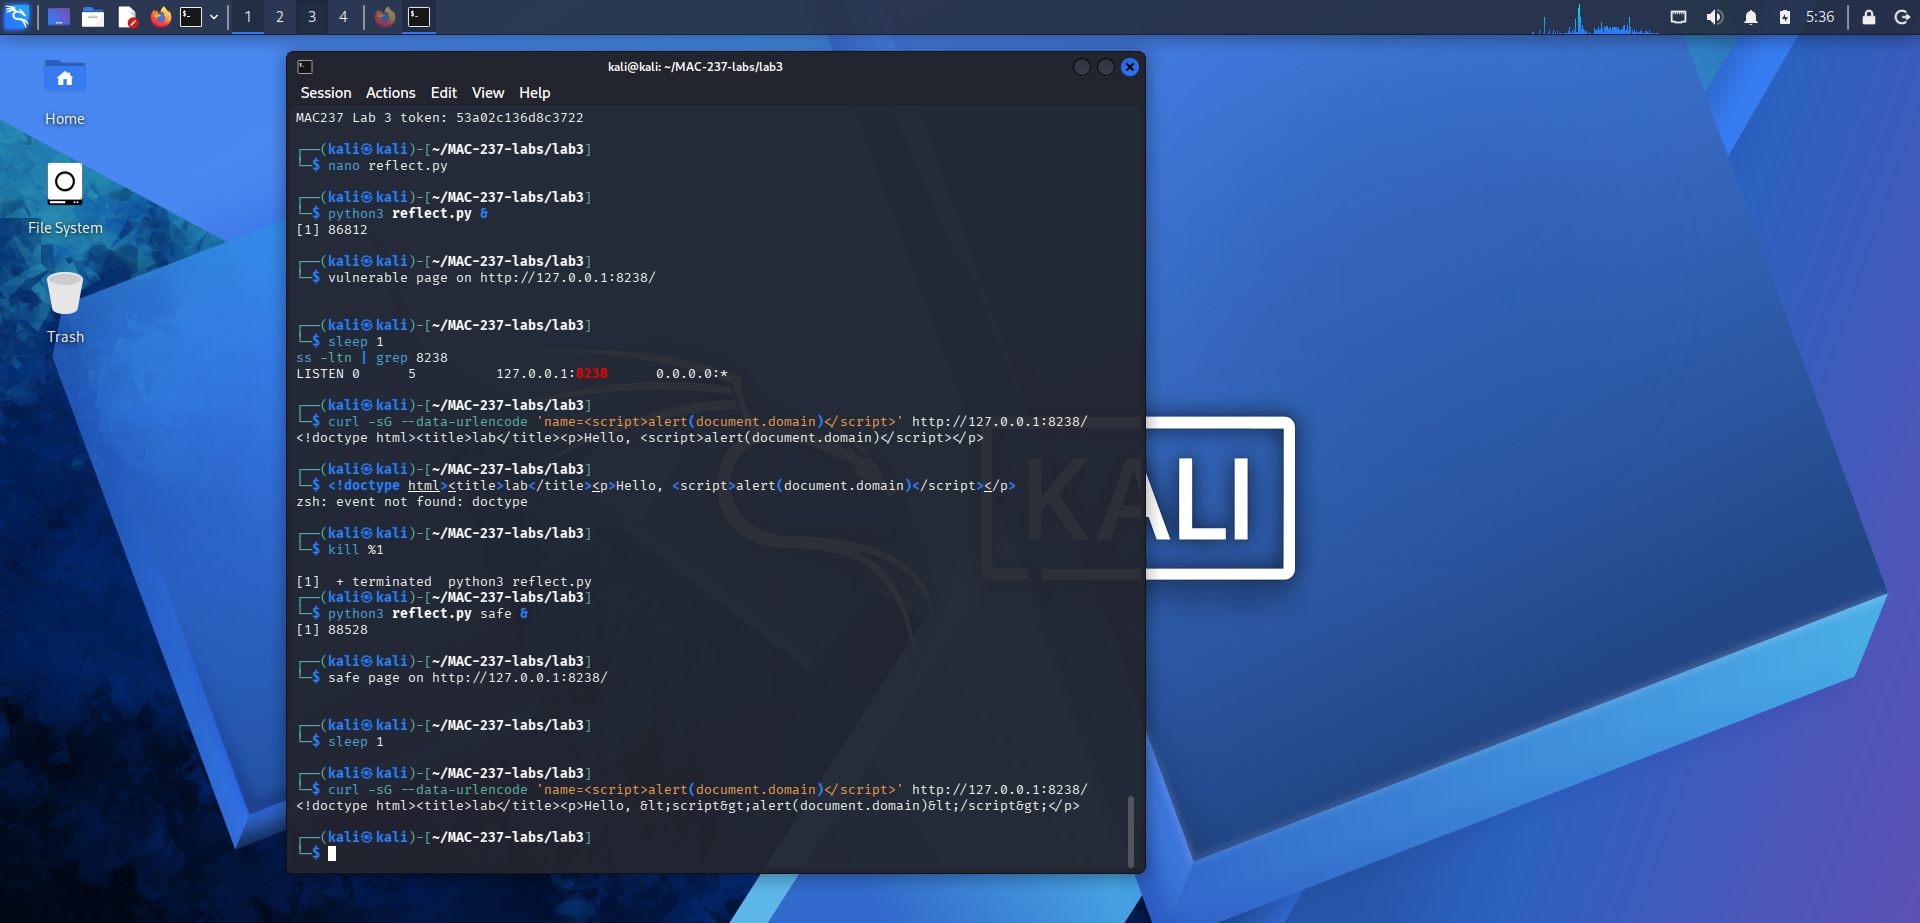 1 2 3 4
5:36
Home
File System
Trash
kali@kali: ~/MAC-237-labs/lab3
Session Actions Edit View Help
MAC237 Lab 3 token: 53a02c136d8c3722
┌──(kali㉿kali)-[~/MAC-237-labs/lab3]
└─$ nano reflect.py
┌──(kali㉿kali)-[~/MAC-237-labs/lab3]
└─$ python3 reflect.py &
[1] 86812
┌──(kali㉿kali)-[~/MAC-237-labs/lab3]
└─$ vulnerable page on http://127.0.0.1:8238/
┌──(kali㉿kali)-[~/MAC-237-labs/lab3]
└─$ sleep 1
ss -ltn | grep 8238
LISTEN 0      5          127.0.0.1:8238      0.0.0.0:*
┌──(kali㉿kali)-[~/MAC-237-labs/lab3]
└─$ curl -sG --data-urlencode 'name=<script>alert(document.domain)</script>' http://127.0.0.1:8238/
<!doctype html><title>lab</title><p>Hello, <script>alert(document.domain)</script></p>
┌──(kali㉿kali)-[~/MAC-237-labs/lab3]
└─$ <!doctype html><title>lab</title><p>Hello, <script>alert(document.domain)</script></p>
zsh: event not found: doctype
┌──(kali㉿kali)-[~/MAC-237-labs/lab3]
└─$ kill %1
[1]  + terminated  python3 reflect.py
┌──(kali㉿kali)-[~/MAC-237-labs/lab3]
└─$ python3 reflect.py safe &
[1] 88528
┌──(kali㉿kali)-[~/MAC-237-labs/lab3]
└─$ safe page on http://127.0.0.1:8238/
┌──(kali㉿kali)-[~/MAC-237-labs/lab3]
└─$ sleep 1
┌──(kali㉿kali)-[~/MAC-237-labs/lab3]
└─$ curl -sG --data-urlencode 'name=<script>alert(document.domain)</script>' http://127.0.0.1:8238/
<!doctype html><title>lab</title><p>Hello, &lt;script&gt;alert(document.domain)&lt;/script&gt;</p>
┌──(kali㉿kali)-[~/MAC-237-labs/lab3]
└─$
KALI